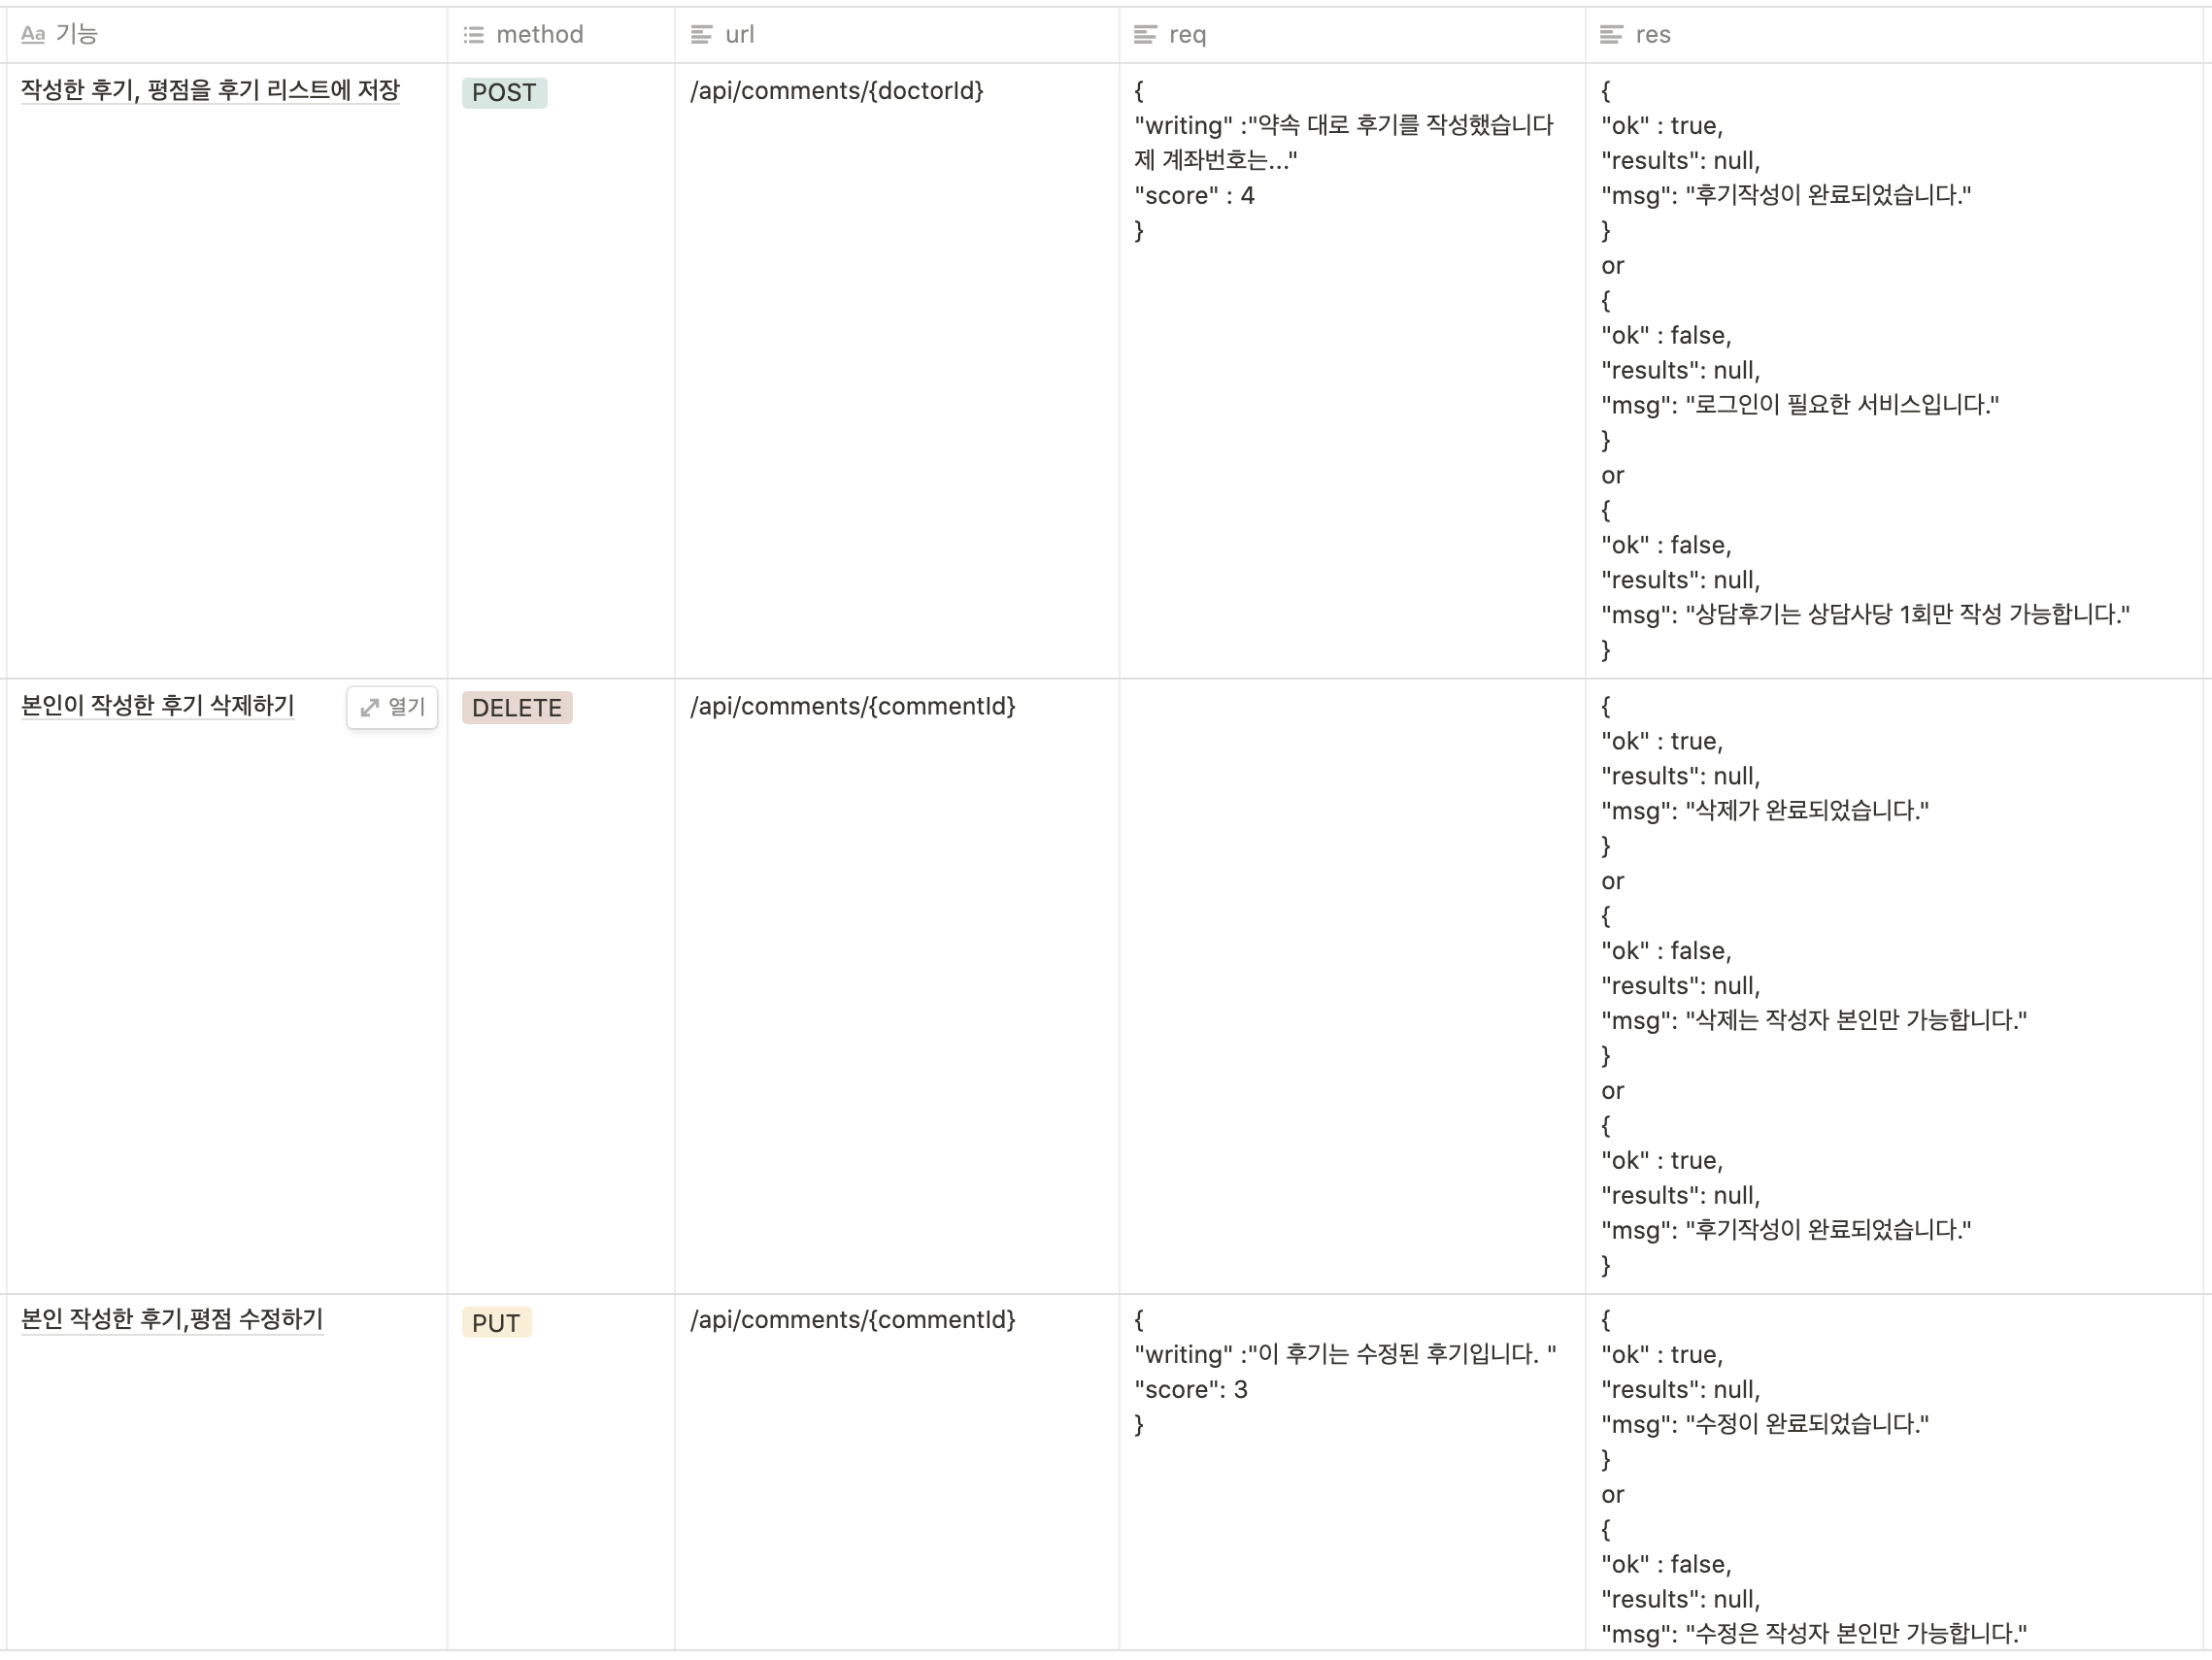 Aa 기능
method
url
req
res
작성한 후기, 평점을 후기 리스트에 저장
POST
/api/comments/{doctorId}
{
"writing" :"약속 대로 후기를 작성했습니다
제 계좌번호는..."
"score" : 4
}
{
"ok" : true,
"results": null,
"msg": "후기작성이 완료되었습니다."
}
or
{
"ok" : false,
"results": null,
"msg": "로그인이 필요한 서비스입니다."
}
or
{
"ok" : false,
"results": null,
"msg": "상담후기는 상담사당 1회만 작성 가능합니다."
}
본인이 작성한 후기 삭제하기
열기
DELETE
/api/comments/{commentId}
{
"ok" : true,
"results": null,
"msg": "삭제가 완료되었습니다."
}
or
{
"ok" : false,
"results": null,
"msg": "삭제는 작성자 본인만 가능합니다."
}
or
{
"ok" : true,
"results": null,
"msg": "후기작성이 완료되었습니다."
}
본인 작성한 후기,평점 수정하기
PUT
/api/comments/{commentId}
{
"writing" :"이 후기는 수정된 후기입니다. "
"score": 3
}
{
"ok" : true,
"results": null,
"msg": "수정이 완료되었습니다."
}
or
{
"ok" : false,
"results": null,
"msg": "수정은 작성자 본인만 가능합니다."